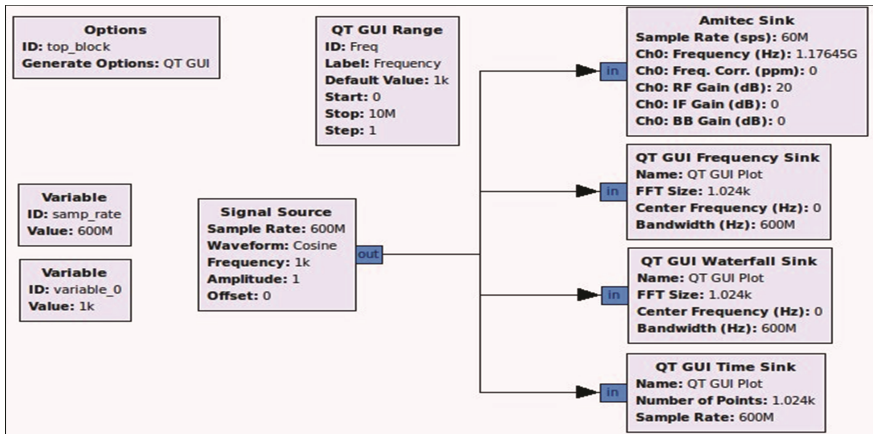 Options
ID: top_block
Generate Options: QT GUI
QT GUI Range
ID: Freq
Label: Frequency
Default Value: 1k
Start: 0
Stop: 10M
Step: 1
Variable
ID: samp_rate
Value: 600M
Variable
ID: variable_0
Value: 1k
Signal Source
Sample Rate: 600M
Waveform: Cosine
Frequency: 1k
Amplitude: 1
Offset: 0
out
in
Amitec Sink
Sample Rate (sps): 60M
Ch0: Frequency (Hz): 1.17645G
Ch0: Freq. Corr. (ppm): 0
Ch0: RF Gain (dB): 20
Ch0: IF Gain (dB): 0
Ch0: BB Gain (dB): 0
in
QT GUI Frequency Sink
Name: QT GUI Plot
FFT Size: 1.024k
Center Frequency (Hz): 0
Bandwidth (Hz): 600M
in
QT GUI Waterfall Sink
Name: QT GUI Plot
FFT Size: 1.024k
Center Frequency (Hz): 0
Bandwidth (Hz): 600M
in
QT GUI Time Sink
Name: QT GUI Plot
Number of Points: 1.024k
Sample Rate: 600M